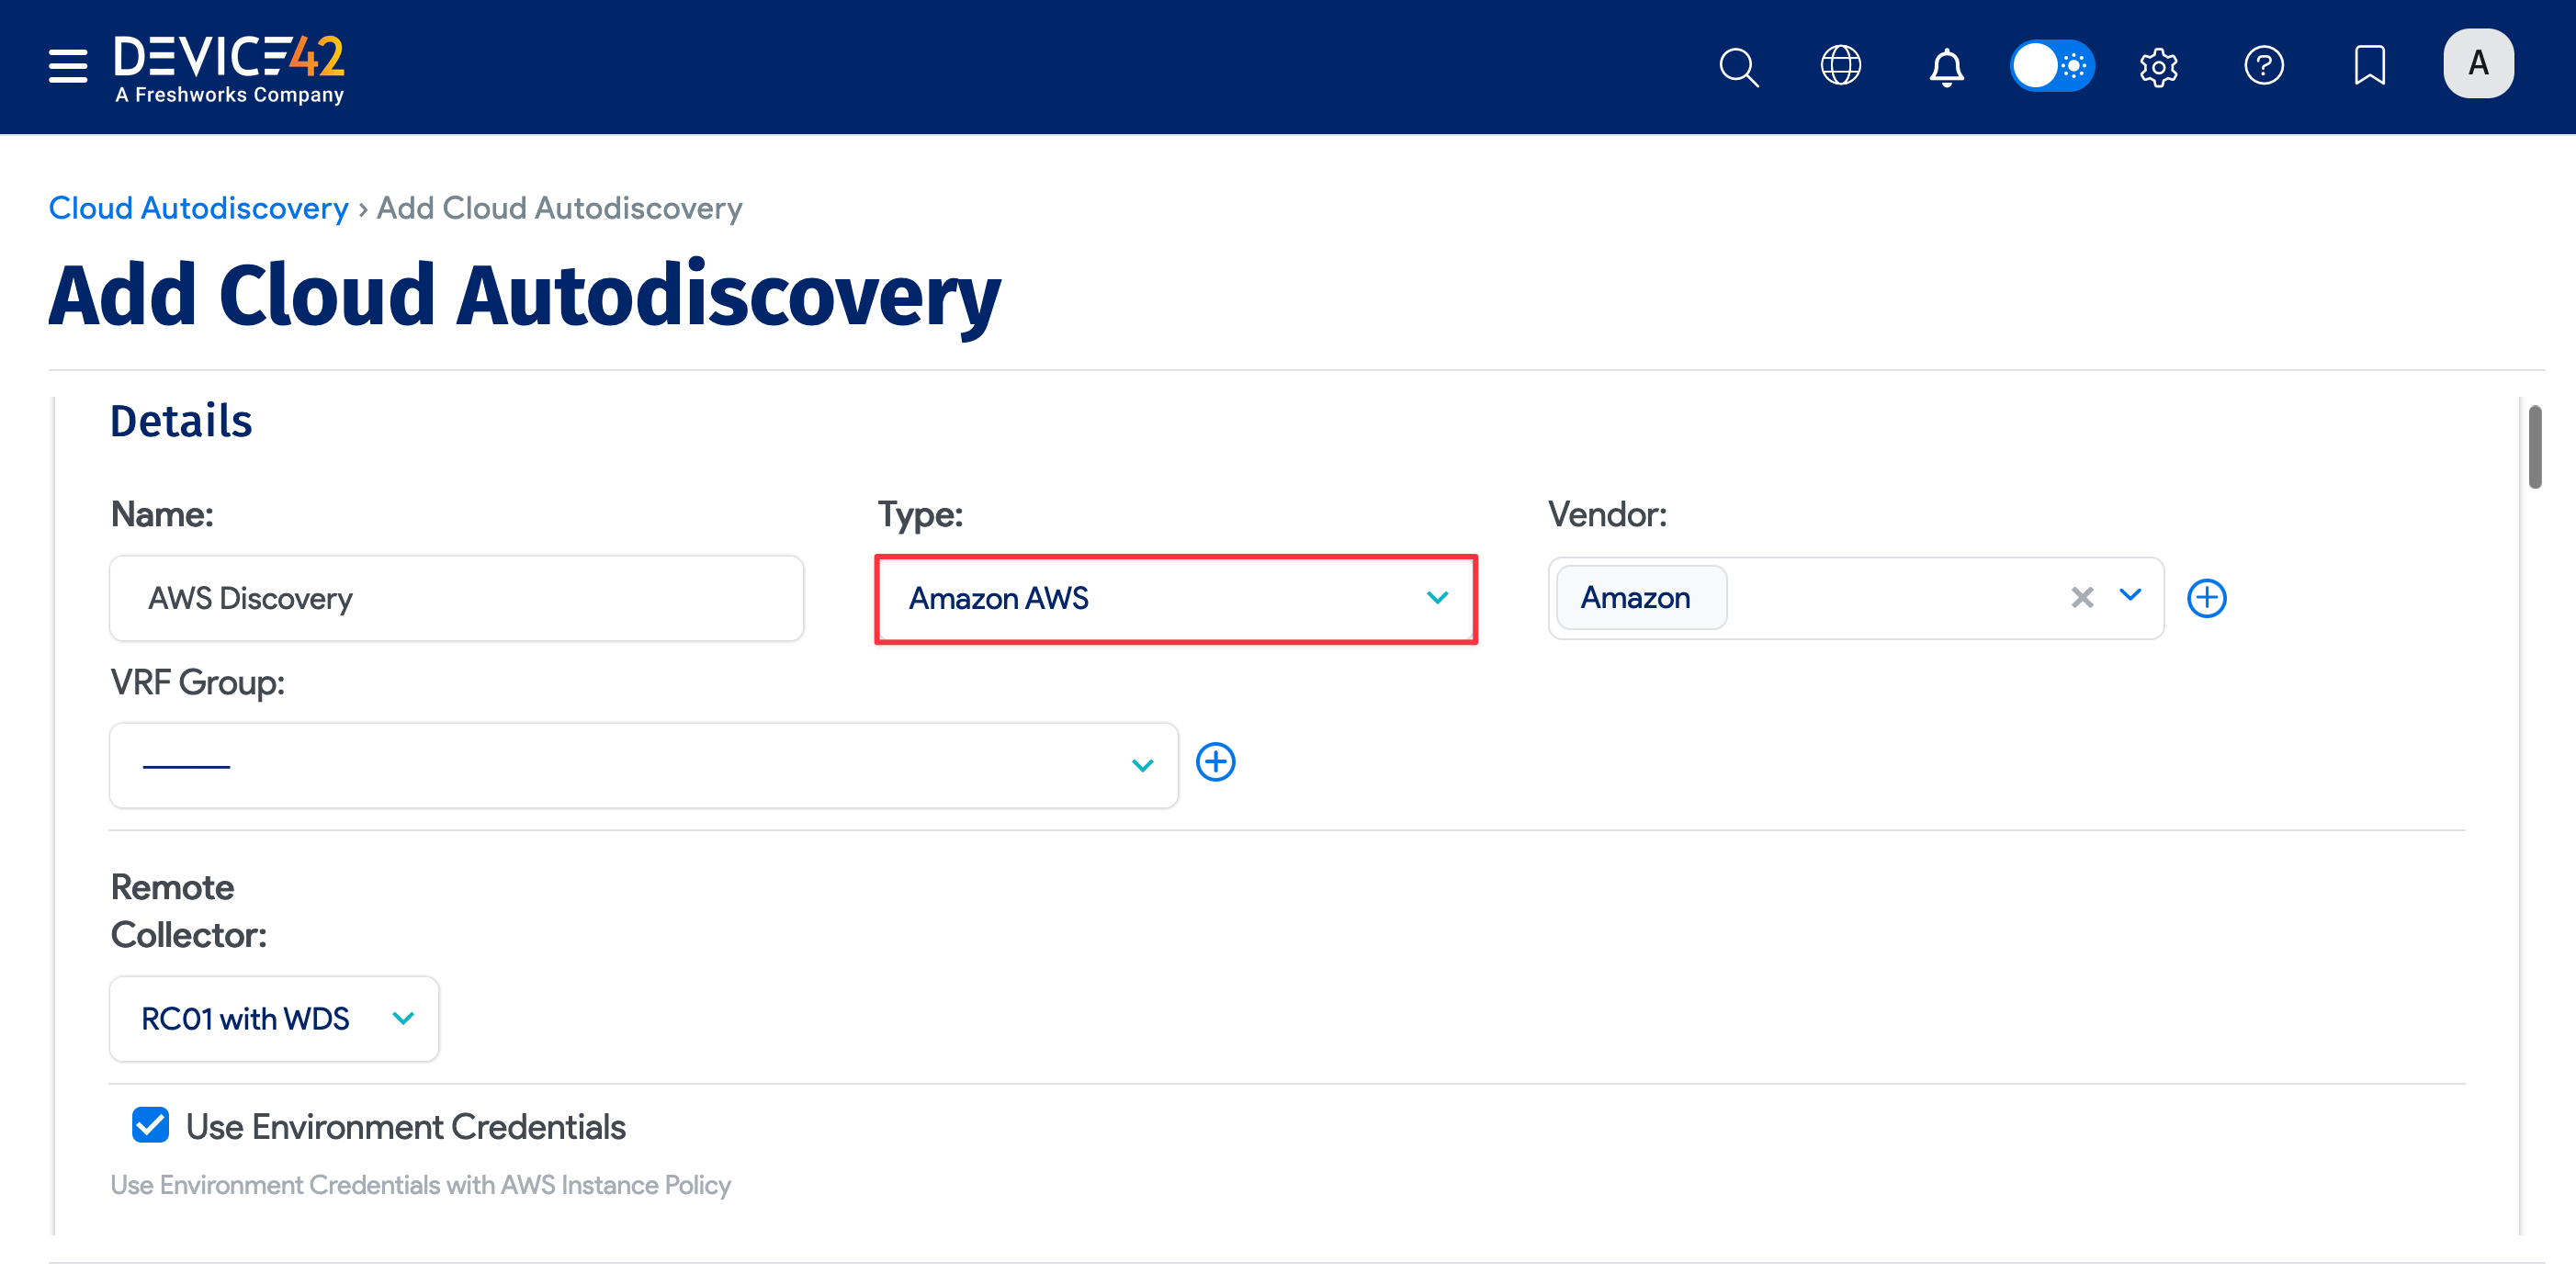 DEVICE42
A Freshworks Company
?
A
Cloud Autodiscovery › Add Cloud Autodiscovery
Add Cloud Autodiscovery
Details
Name:
Type:
Vendor:
AWS Discovery
Amazon AWS
Amazon
VRF Group:
Remote
Collector:
RC01 with WDS
Use Environment Credentials
Use Environment Credentials with AWS Instance Policy